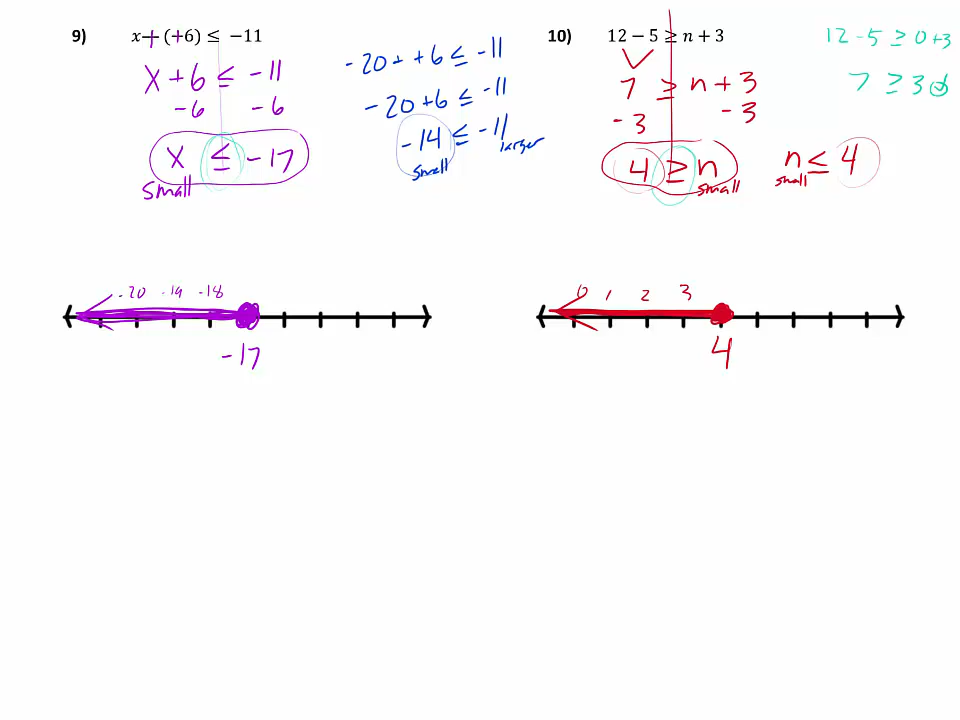 9) x – (+6) ≤ −11
x + 6 ≤ -11
-6 -6
x ≤ -17
small
-20 + +6 ≤ -11
-20 +6 ≤ -11
-14 ≤ -11
small larger
-20 -19 -18
-17
10) 12 − 5 ≥ n + 3
7 ≥ n + 3
-3 -3
4 ≥ n
small
n ≤ 4
small
12 -5 ≥ 0 +3
7 ≥ 3
0 1 2 3
4